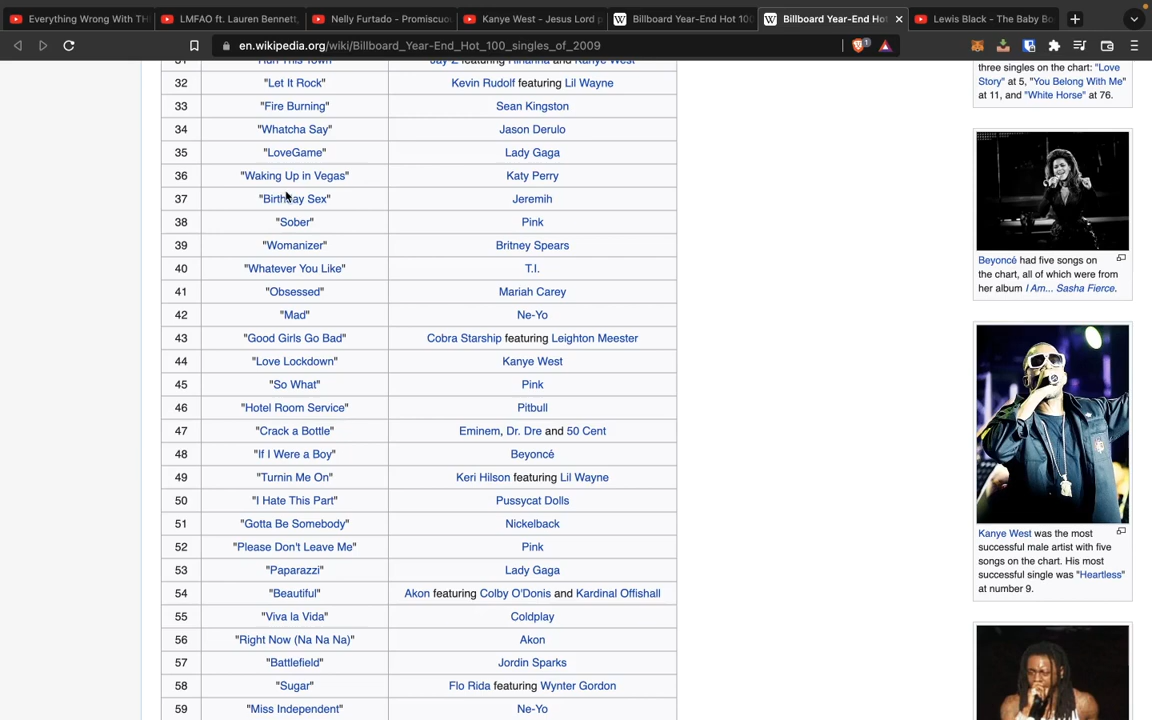 Everything Wrong With TH
LMFAO ft. Lauren Bennett,
Nelly Furtado - Promiscuo
Kanye West - Jesus Lord p
Billboard Year-End Hot 100
Billboard Year-End Hot
Lewis Black - The Baby Bo
en.wikipedia.org/wiki/Billboard_Year-End_Hot_100_singles_of_2009
1
31 "Run This Town" Jay-Z featuring Rihanna and Kanye West
32 "Let It Rock" Kevin Rudolf featuring Lil Wayne
33 "Fire Burning" Sean Kingston
34 "Whatcha Say" Jason Derulo
35 "LoveGame" Lady Gaga
36 "Waking Up in Vegas" Katy Perry
37 "Birthday Sex" Jeremih
38 "Sober" Pink
39 "Womanizer" Britney Spears
40 "Whatever You Like" T.I.
41 "Obsessed" Mariah Carey
42 "Mad" Ne-Yo
43 "Good Girls Go Bad" Cobra Starship featuring Leighton Meester
44 "Love Lockdown" Kanye West
45 "So What" Pink
46 "Hotel Room Service" Pitbull
47 "Crack a Bottle" Eminem, Dr. Dre and 50 Cent
48 "If I Were a Boy" Beyoncé
49 "Turnin Me On" Keri Hilson featuring Lil Wayne
50 "I Hate This Part" Pussycat Dolls
51 "Gotta Be Somebody" Nickelback
52 "Please Don't Leave Me" Pink
53 "Paparazzi" Lady Gaga
54 "Beautiful" Akon featuring Colby O'Donis and Kardinal Offishall
55 "Viva la Vida" Coldplay
56 "Right Now (Na Na Na)" Akon
57 "Battlefield" Jordin Sparks
58 "Sugar" Flo Rida featuring Wynter Gordon
59 "Miss Independent" Ne-Yo
three singles on the chart: "Love
Story" at 5, "You Belong With Me"
at 11, and "White Horse" at 76.
Beyoncé had five songs on
the chart, all of which were from
her album I Am... Sasha Fierce.
Kanye West was the most
successful male artist with five
songs on the chart. His most
successful single was "Heartless"
at number 9.